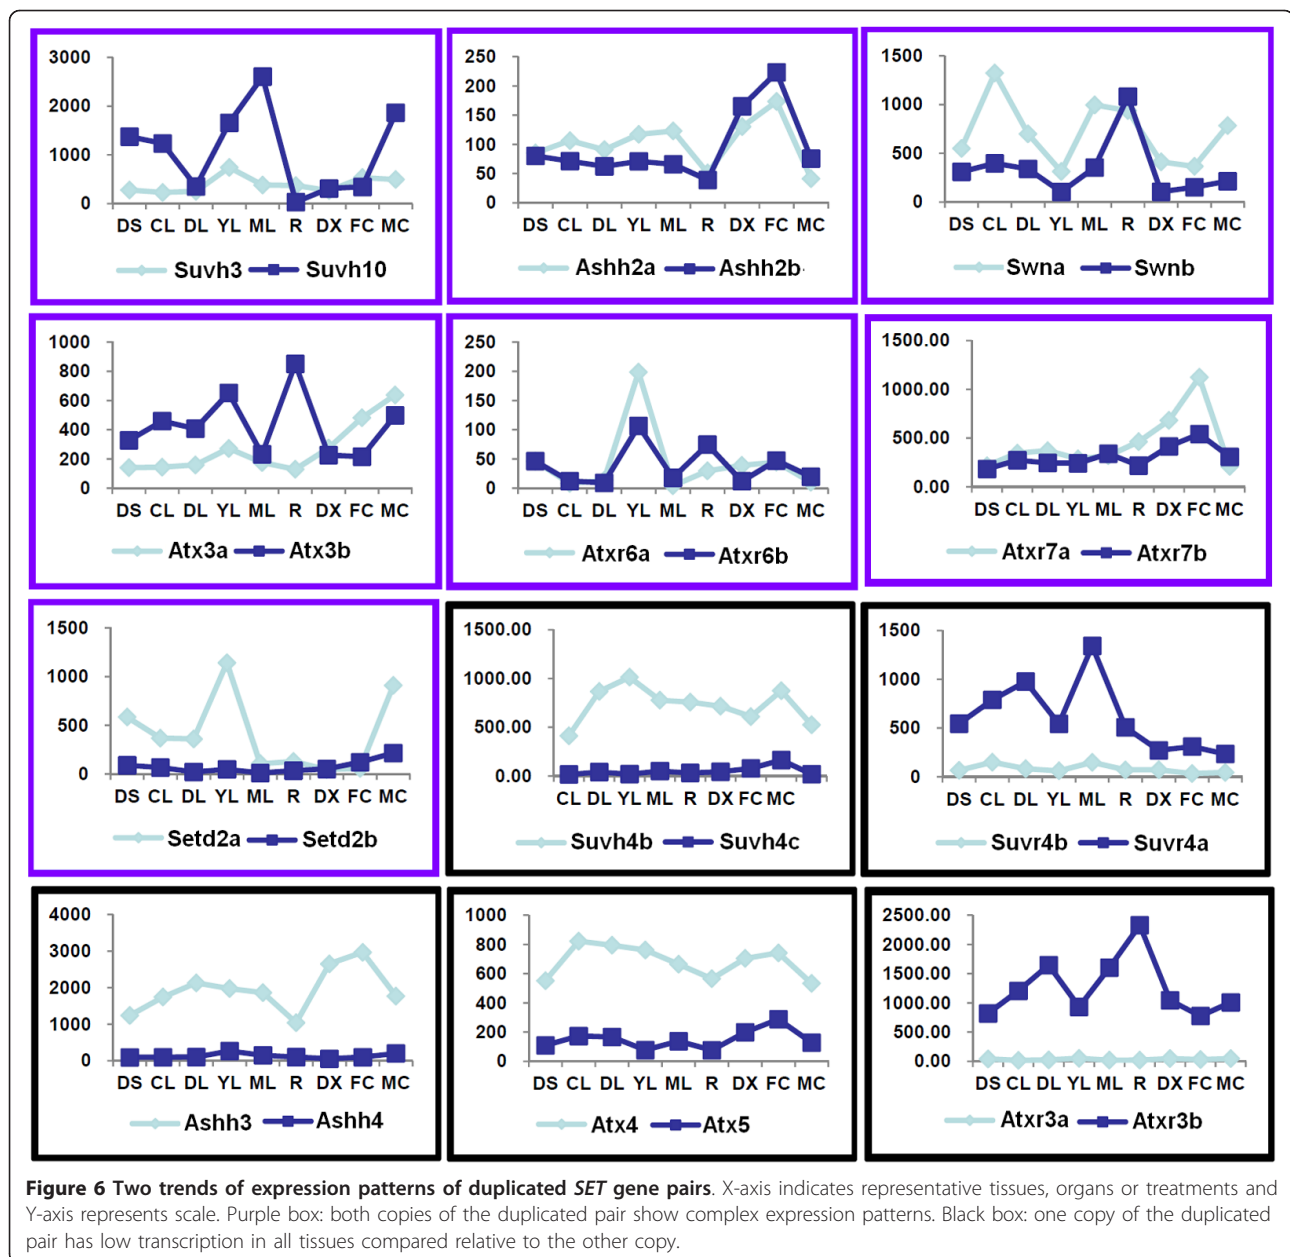 3000
2000
1000
0
DS CL DL YL ML R DX FC MC
Suvh3 Suvh10
250
200
150
100
50
0
DS CL DL YL ML R DX FC MC
Ashh2a Ashh2b
1500
1000
500
0
DS CL DL YL ML R DX FC MC
Swna Swnb
1000
800
600
400
200
0
DS CL DL YL ML R DX FC MC
Atx3a Atx3b
250
200
150
100
50
0
DS CL DL YL ML R DX FC MC
Atxr6a Atxr6b
1500.00
1000.00
500.00
0.00
DS CL DL YL ML R DX FC MC
Atxr7a Atxr7b
1500
1000
500
0
DS CL DL YL ML R DX FC MC
Setd2a Setd2b
1500.00
1000.00
500.00
0.00
CL DL YL ML R DX FC MC
Suvh4b Suvh4c
1500
1000
500
0
DS CL DL YL ML R DX FC MC
Suvr4b Suvr4a
4000
3000
2000
1000
0
DS CL DL YL ML R DX FC MC
Ashh3 Ashh4
1000
800
600
400
200
0
DS CL DL YL ML R DX FC MC
Atx4 Atx5
2500.00
2000.00
1500.00
1000.00
500.00
0.00
DS CL DL YL ML R DX FC MC
Atxr3a Atxr3b
Figure 6 Two trends of expression patterns of duplicated SET gene pairs. X-axis indicates representative tissues, organs or treatments and
Y-axis represents scale. Purple box: both copies of the duplicated pair show complex expression patterns. Black box: one copy of the duplicated
pair has low transcription in all tissues compared relative to the other copy.